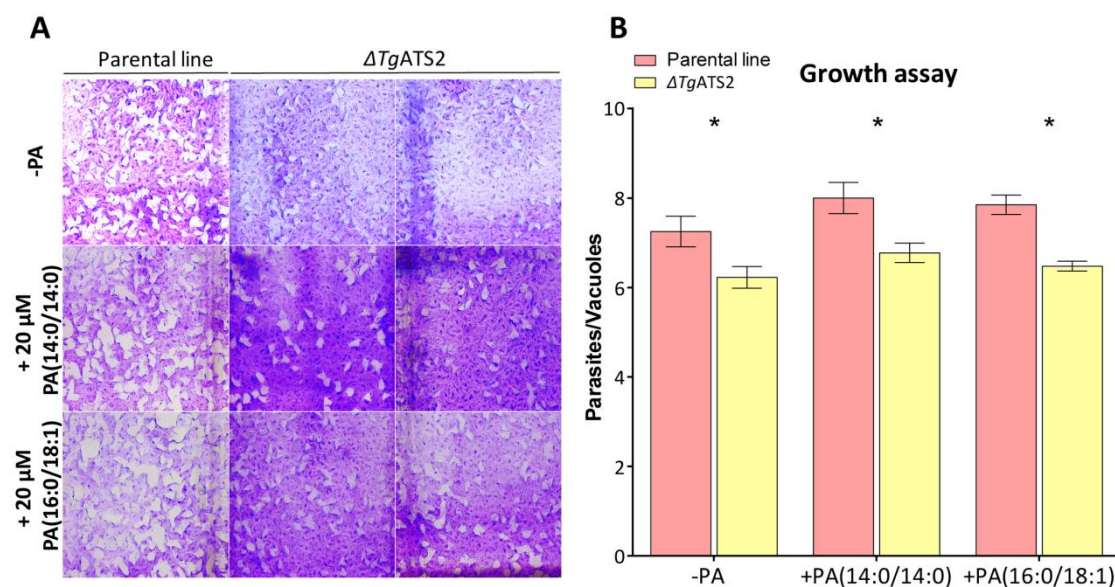 A
Parental line
ΔTgATS2
-PA
+ 20 µM
PA(14:0/14:0)
+ 20 µM
PA(16:0/18:1)
B
Parental line
ΔTgATS2
Growth assay
Parasites/Vacuoles
10
8
6
4
2
0
*
*
*
-PA
+PA(14:0/14:0)
+PA(16:0/18:1)